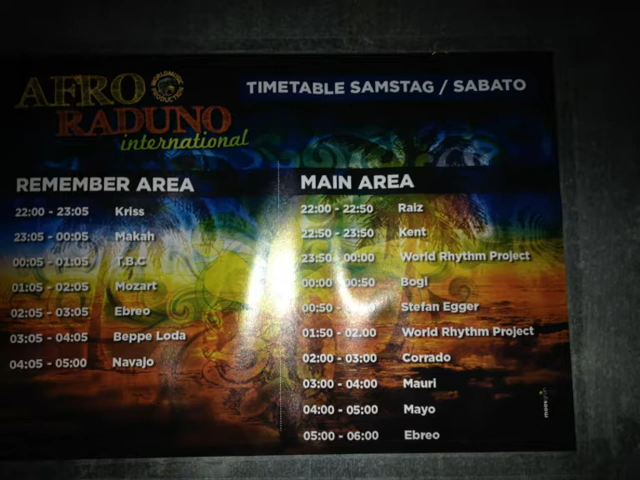 AFRO
WORLDMUSIC PRODUCTION
RADUNO
international
TIMETABLE SAMSTAG / SABATO
REMEMBER AREA
22:00 - 23:05 Kriss
23:05 - 00:05 Makah
00:05 - 01:05 T.B.C
01:05 - 02:05 Mozart
02:05 - 03:05 Ebreo
03:05 - 04:05 Beppe Loda
04:05 - 05:00 Navajo
MAIN AREA
22:00 - 22:50 Raiz
22:50 - 23:50 Kent
23:50 - 00:00 World Rhythm Project
00:00 - 00:50 Bogi
00:50 - Stefan Egger
01:50 - 02.00 World Rhythm Project
02:00 - 03:00 Corrado
03:00 - 04:00 Mauri
04:00 - 05:00 Mayo
05:00 - 06:00 Ebreo